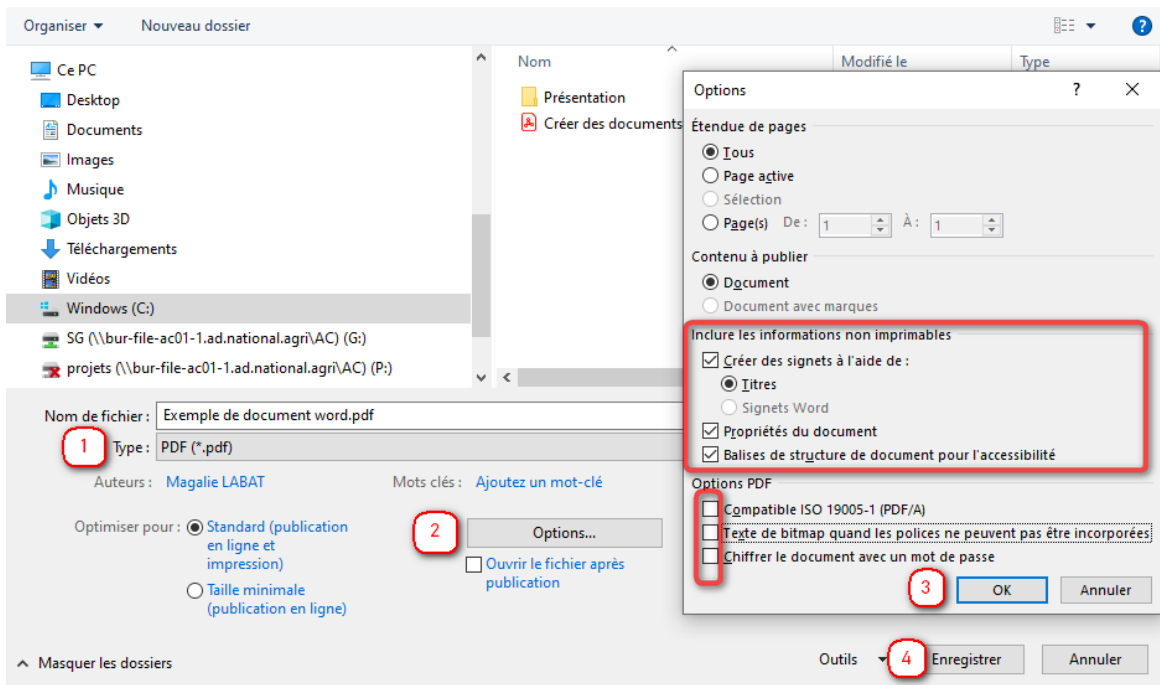 Organiser Nouveau dossier ?
Ce PC
Desktop
Documents
Images
Musique
Objets 3D
Téléchargements
Vidéos
Windows (C:)
SG (\\bur-file-ac01-1.ad.national.agri\AC) (G:)
projets (\\bur-file-ac01-1.ad.national.agri\AC) (P:)
Nom Modifié le Type
Présentation
Créer des documents
Nom de fichier : Exemple de document word.pdf
1 Type : PDF (*.pdf)
Auteurs : Magalie LABAT Mots clés : Ajoutez un mot-clé
Optimiser pour : Standard (publication
en ligne et
impression)
Taille minimale
(publication en ligne)
2 Options...
Ouvrir le fichier après
publication
Options ? ×
Étendue de pages
Tous
Page active
Sélection
Page(s) De : 1 À : 1
Contenu à publier
Document
Document avec marques
Inclure les informations non imprimables
Créer des signets à l'aide de :
Titres
Signets Word
Propriétés du document
Balises de structure de document pour l'accessibilité
Options PDF
Compatible ISO 19005-1 (PDF/A)
Texte de bitmap quand les polices ne peuvent pas être incorporées
Chiffrer le document avec un mot de passe
3 OK Annuler
Masquer les dossiers Outils 4 Enregistrer Annuler